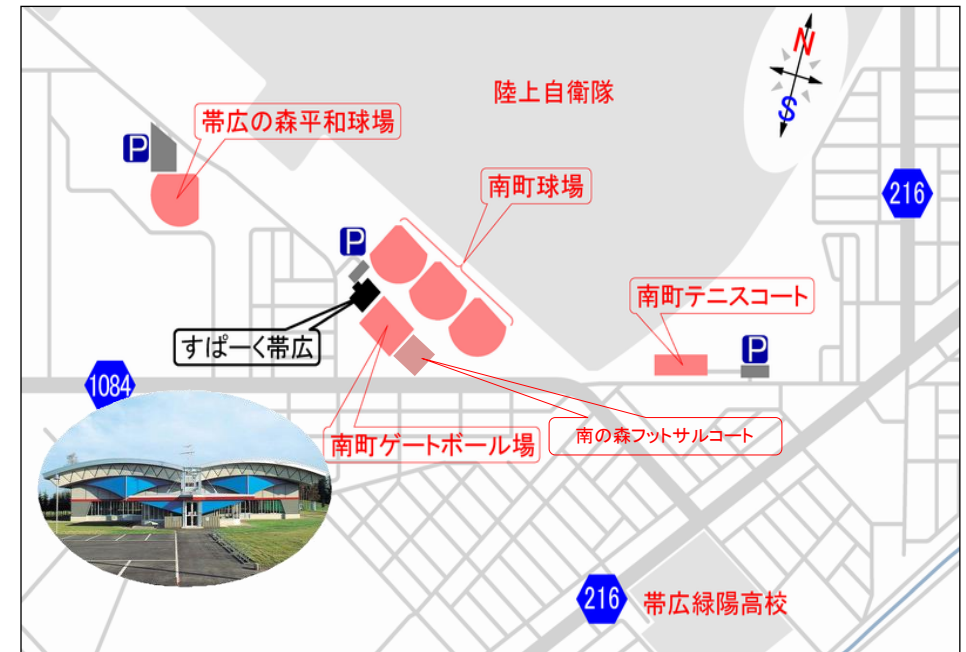 N
陸上自衛隊
S
帯広の森平和球場
P
南町球場
216
P
南町テニスコート
すぱーく帯広
P
1084
南町ゲートボール場
南の森フットサルコート
216
帯広緑陽高校